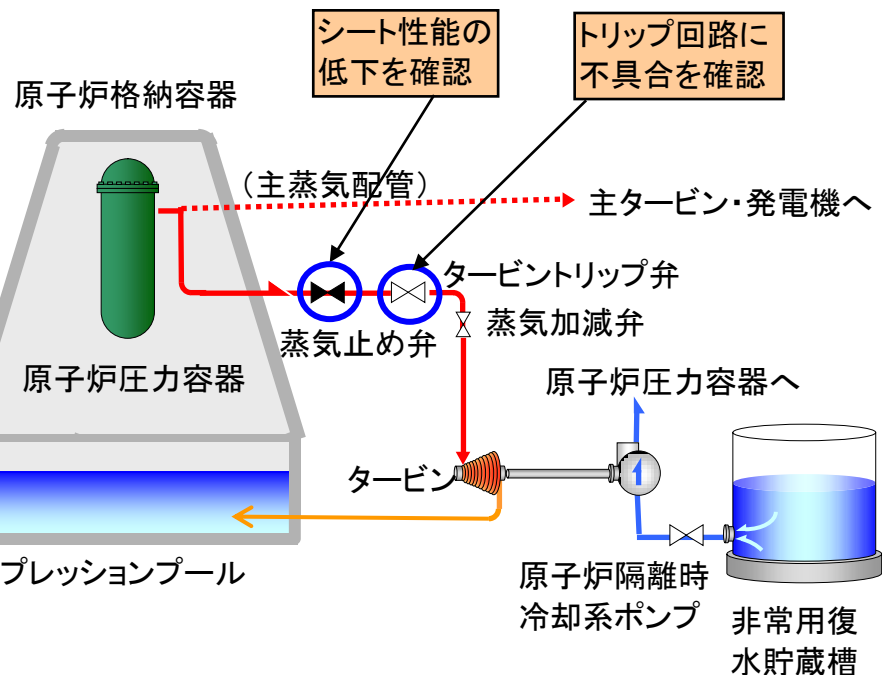 シート性能の
低下を確認
トリップ回路に
不具合を確認
原子炉格納容器
（主蒸気配管）
主タービン・発電機へ
タービントリップ弁
蒸気加減弁
蒸気止め弁
原子炉圧力容器
原子炉圧力容器へ
タービン
プレッションプール
原子炉隔離時
冷却系ポンプ
非常用復
水貯蔵槽